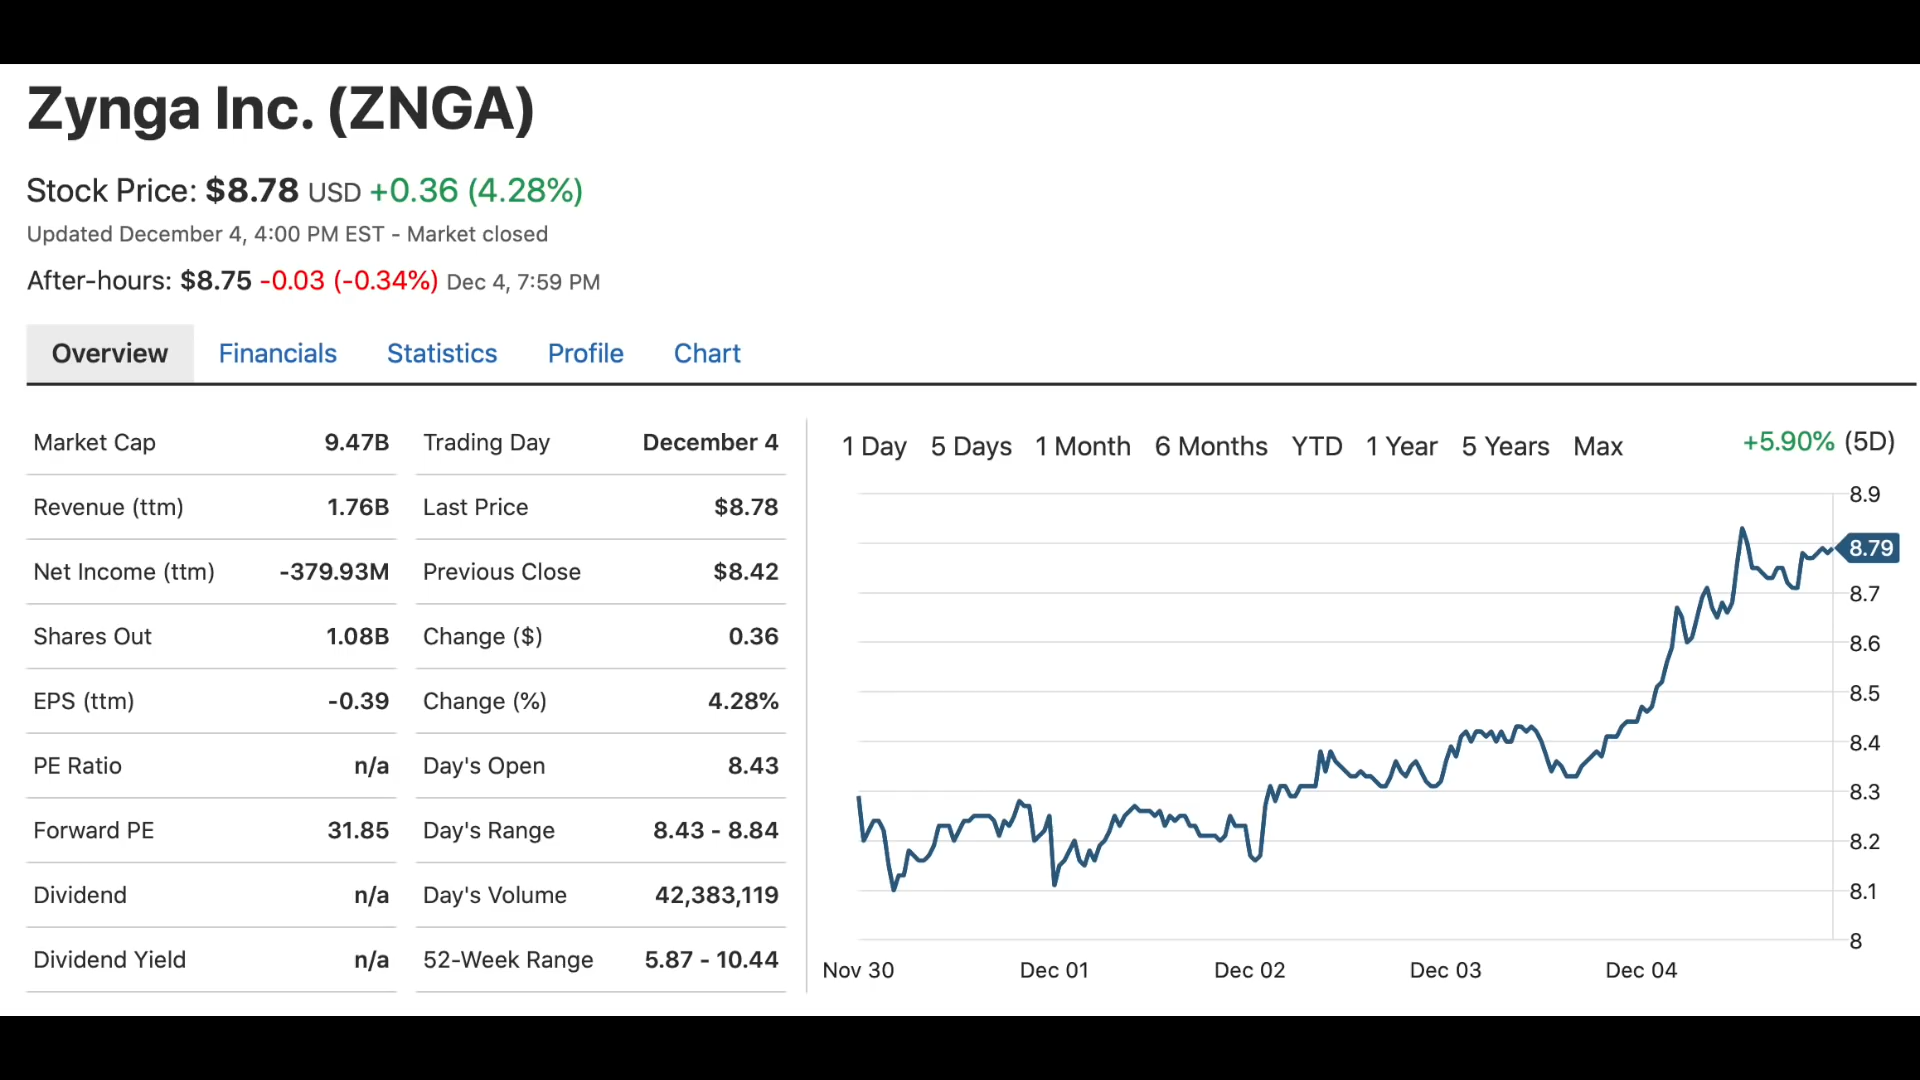 Zynga Inc. (ZNGA)
Stock Price: $8.78 USD +0.36 (4.28%)
Updated December 4, 4:00 PM EST - Market closed
After-hours: $8.75 -0.03 (-0.34%) Dec 4, 7:59 PM
Overview Financials Statistics Profile Chart
Market Cap 9.47B
Revenue (ttm) 1.76B
Net Income (ttm) -379.93M
Shares Out 1.08B
EPS (ttm) -0.39
PE Ratio n/a
Forward PE 31.85
Dividend n/a
Dividend Yield n/a
Trading Day December 4
Last Price $8.78
Previous Close $8.42
Change ($) 0.36
Change (%) 4.28%
Day's Open 8.43
Day's Range 8.43 - 8.84
Day's Volume 42,383,119
52-Week Range 5.87 - 10.44
1 Day 5 Days 1 Month 6 Months YTD 1 Year 5 Years Max +5.90% (5D)
8.9
8.79
8.7
8.6
8.5
8.4
8.3
8.2
8.1
8
Nov 30 Dec 01 Dec 02 Dec 03 Dec 04